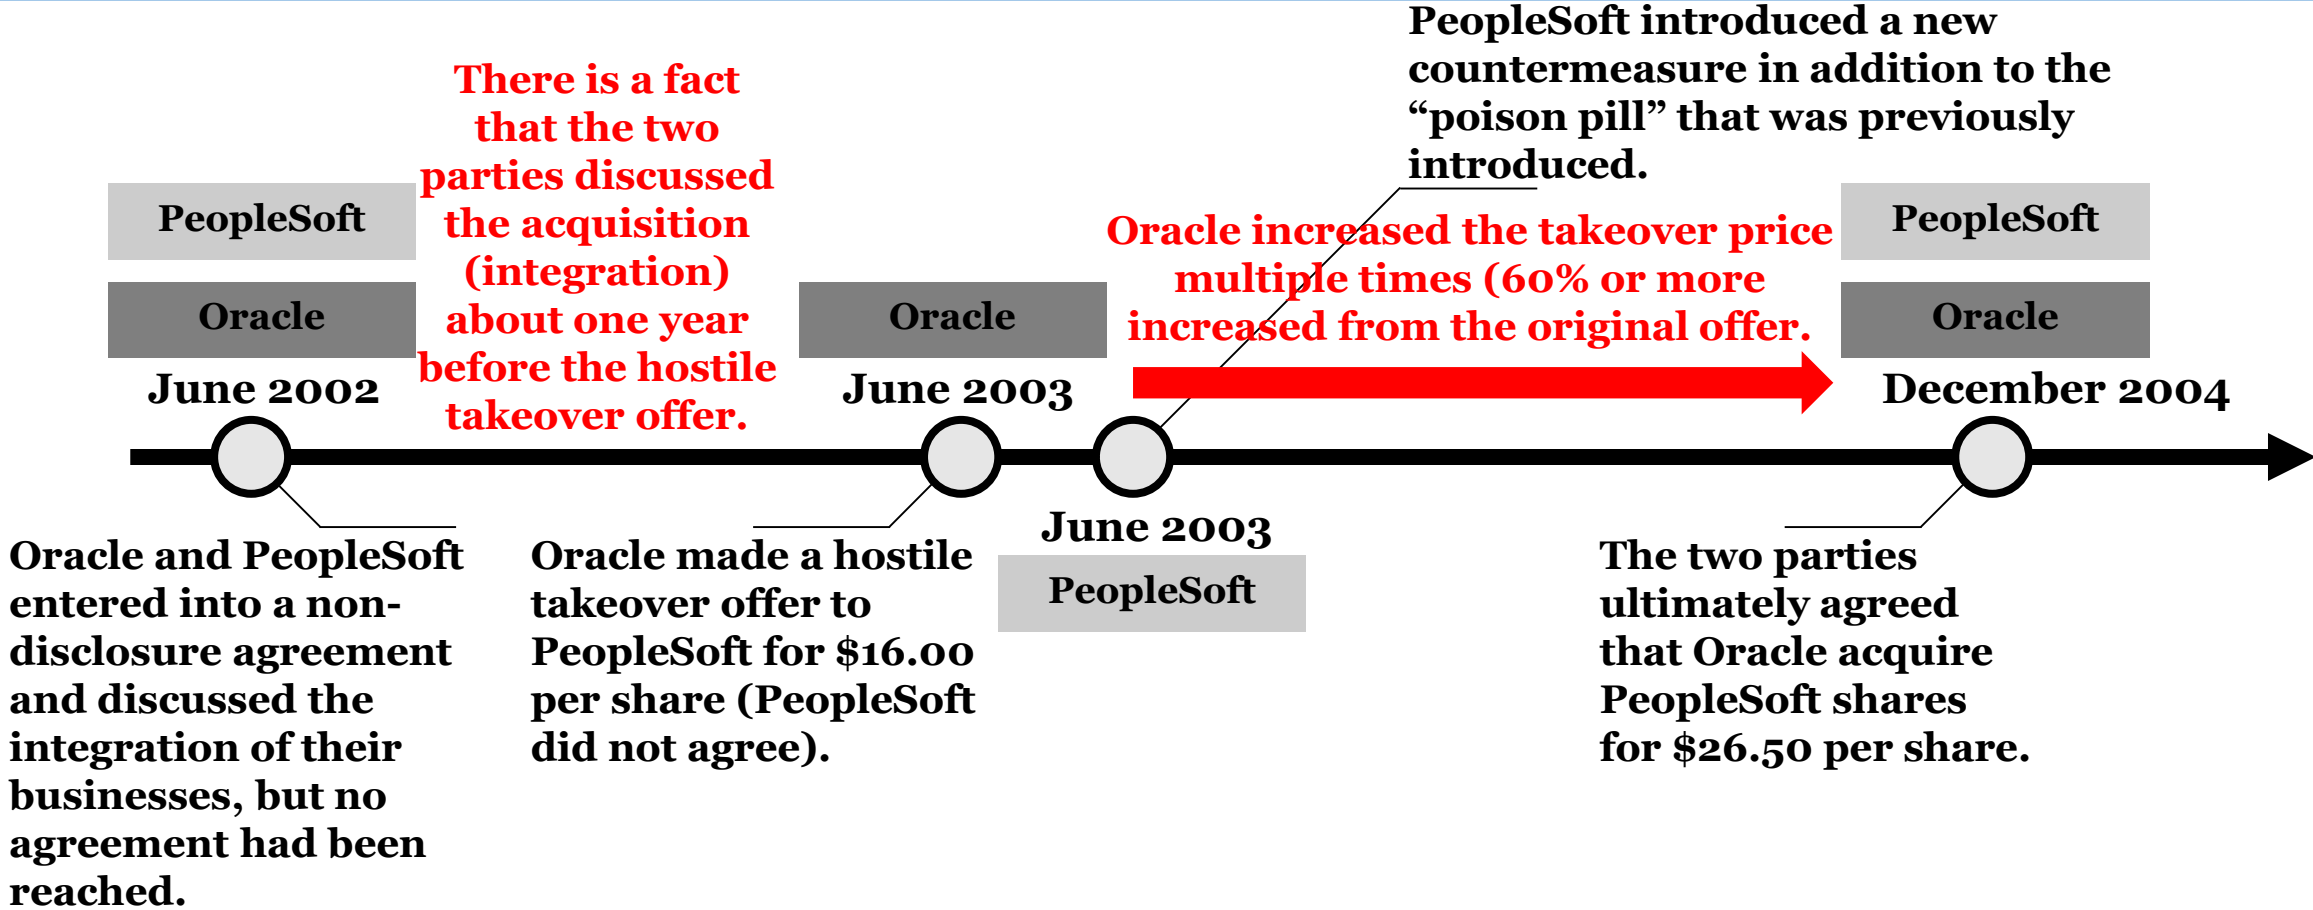 PeopleSoft introduced a new
countermeasure in addition to the
“poison pill” that was previously
introduced.
There is a fact
that the two
parties discussed
the acquisition
(integration)
about one year
before the hostile
takeover offer.
PeopleSoft
Oracle
June 2002
Oracle
June 2003
Oracle increased the takeover price
multiple times (60% or more
increased from the original offer.
PeopleSoft
Oracle
December 2004
Oracle and PeopleSoft
entered into a non-
disclosure agreement
and discussed the
integration of their
businesses, but no
agreement had been
reached.
Oracle made a hostile
takeover offer to
PeopleSoft for $16.00
per share (PeopleSoft
did not agree).
June 2003
PeopleSoft
The two parties
ultimately agreed
that Oracle acquire
PeopleSoft shares
for $26.50 per share.